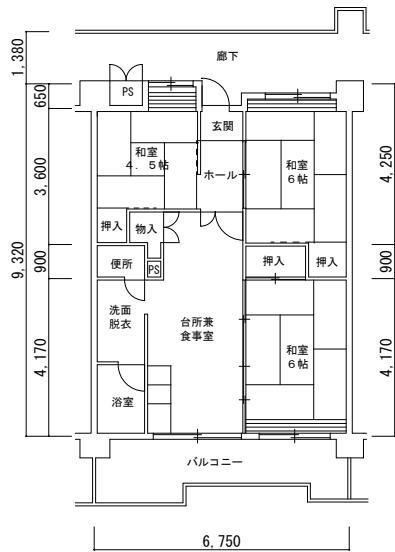 廊下
1,380
PS
650
玄関
和室
4.5帖
ホール
和室
6帖
3,600
4,250
押入
物入
押入
押入
便所
PS
900
900
9,320
洗面
脱衣
台所兼
食事室
和室
6帖
4,170
4,170
浴室
バルコニー
6,750